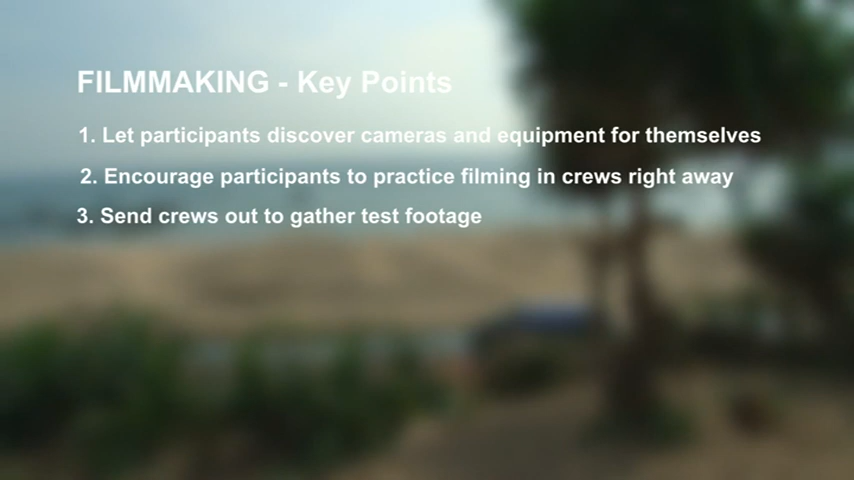 FILMMAKING - Key Points
1. Let participants discover cameras and equipment for themselves
2. Encourage participants to practice filming in crews right away
3. Send crews out to gather test footage